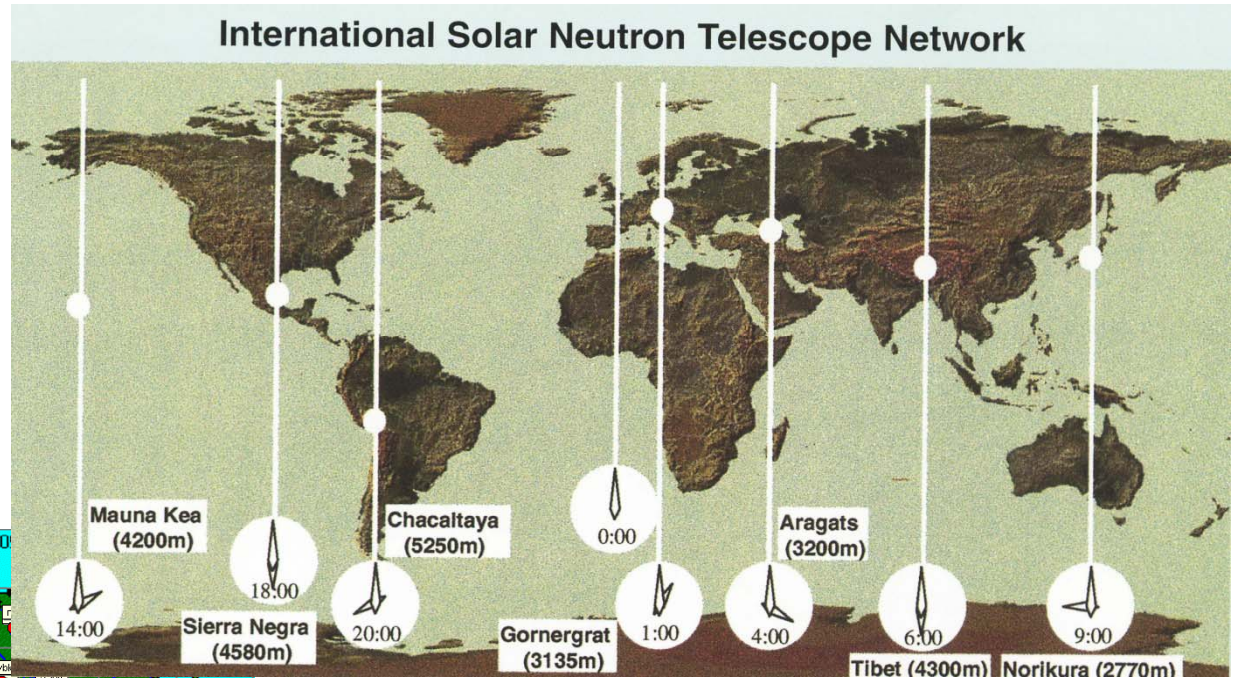 International Solar Neutron Telescope Network
Mauna Kea
(4200m)
14:00
18:00
Sierra Negra
(4580m)
Chacaltaya
(5250m)
20:00
0:00
Gornergrat
(3135m)
1:00
Aragats
(3200m)
4:00
6:00
Tibet (4300m)
9:00
Norikura (2770m)